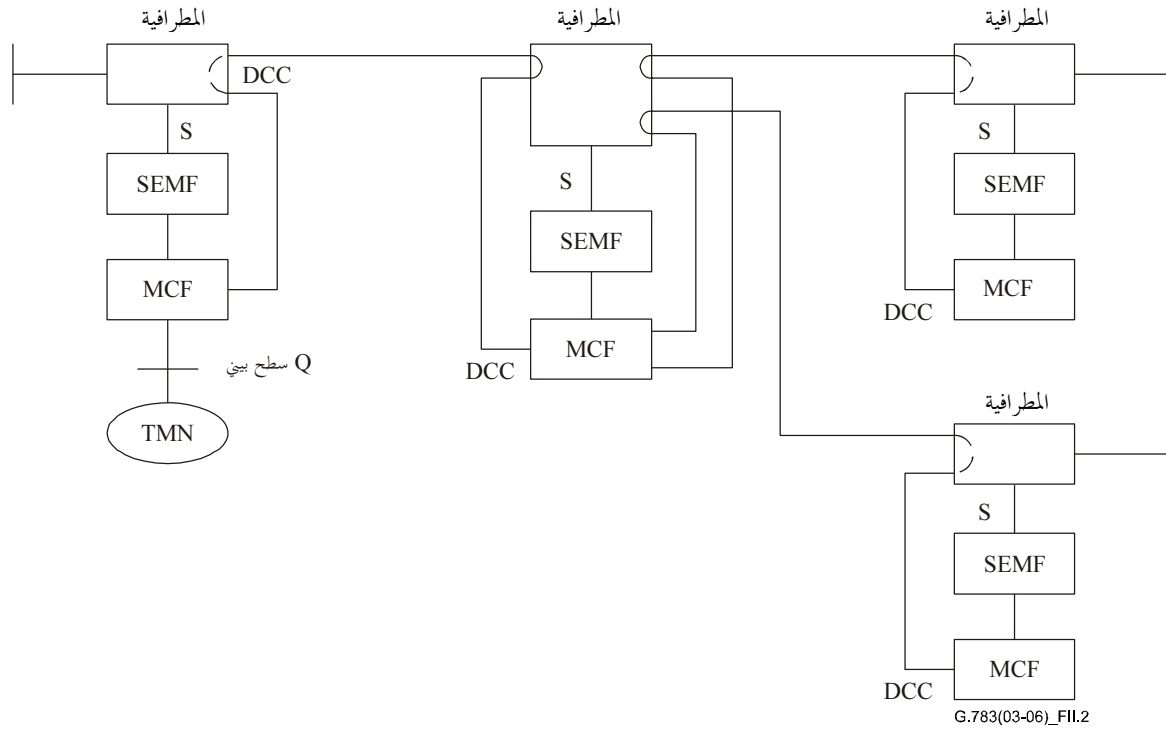 المطرافية
المطرافية
المطرافية
DCC
S
SEMF
MCF
Q سطح بيني
TMN
S
SEMF
MCF
DCC
S
SEMF
MCF
DCC
المطرافية
S
SEMF
MCF
DCC
G.783(03-06)_FII.2